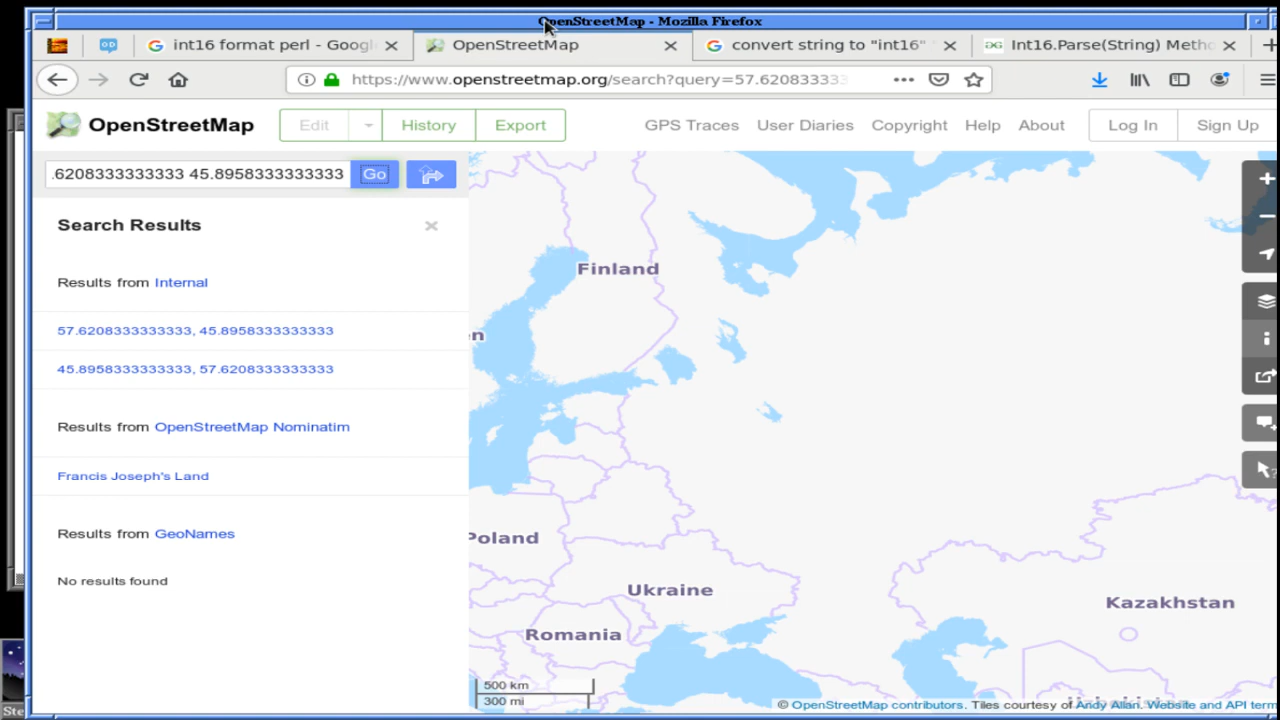 OpenStreetMap - Mozilla Firefox
int16 format perl - Googl
OpenStreetMap
convert string to "int16"
Int16.Parse(String) Metho
https://www.openstreetmap.org/search?query=57.620833333
OpenStreetMap
Edit
History
Export
GPS Traces
User Diaries
Copyright
Help
About
Log In
Sign Up
.6208333333333 45.8958333333333
Go
Search Results
Results from Internal
57.6208333333333, 45.8958333333333
45.8958333333333, 57.6208333333333
Results from OpenStreetMap Nominatim
Francis Joseph's Land
Results from GeoNames
No results found
Finland
en
Poland
Ukraine
Romania
Kazakhstan
500 km
300 mi
© OpenStreetMap contributors. Tiles courtesy of Andy Allan. Website and API term
Ste